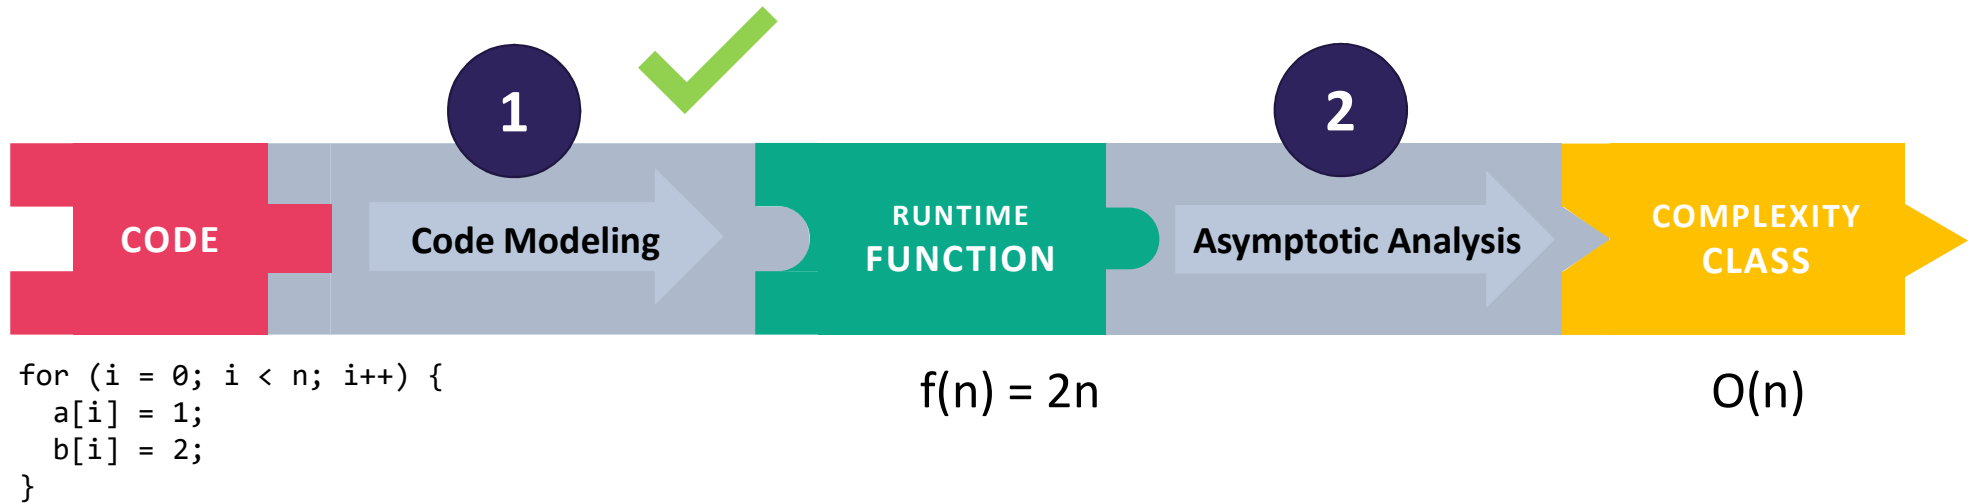 1
2
CODE
Code Modeling
RUNTIME
FUNCTION
Asymptotic Analysis
COMPLEXITY
CLASS
for (i = 0; i < n; i++) {
  a[i] = 1;
  b[i] = 2;
}
f(n) = 2n
O(n)